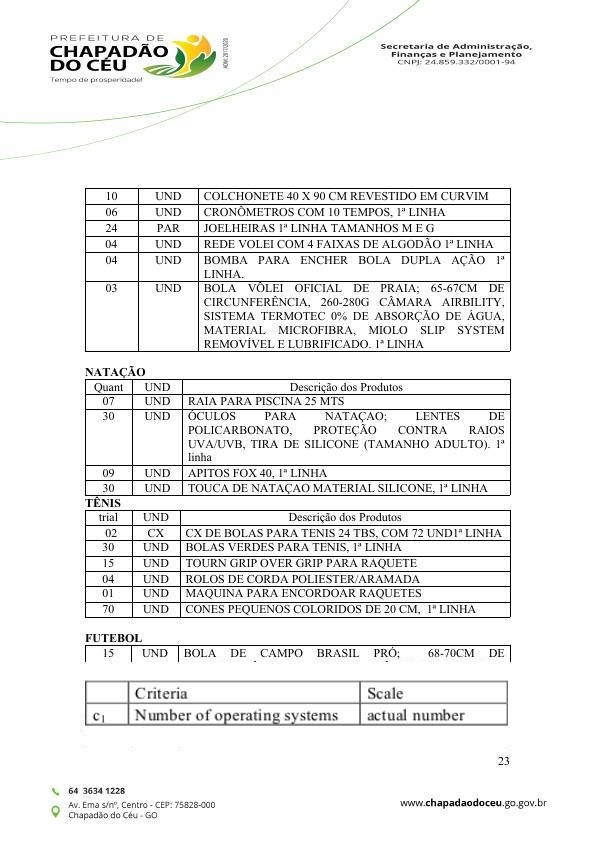 PREFEITURA DE
CHAPADÃO
DO CÉU
Tempo de prosperidade!
ADM: 2017/2020
Secretaria de Administração,
Finanças e Planejamento
CNPJ: 24.859.332/0001-94
10 UND COLCHONETE 40 X 90 CM REVESTIDO EM CURVIM
06 UND CRONÔMETROS COM 10 TEMPOS, 1ª LINHA
24 PAR JOELHEIRAS 1ª LINHA TAMANHOS M E G
04 UND REDE VOLEI COM 4 FAIXAS DE ALGODÃO 1ª LINHA
04 UND BOMBA PARA ENCHER BOLA DUPLA AÇÃO 1ª
LINHA.
03 UND BOLA VÔLEI OFICIAL DE PRAIA; 65-67CM DE
CIRCUNFERÊNCIA, 260-280G CÂMARA AIRBILITY,
SISTEMA TERMOTEC 0% DE ABSORÇÃO DE ÁGUA,
MATERIAL MICROFIBRA, MIOLO SLIP SYSTEM
REMOVÍVEL E LUBRIFICADO. 1ª LINHA
NATAÇÃO
Quant UND Descrição dos Produtos
07 UND RAIA PARA PISCINA 25 MTS
30 UND ÓCULOS PARA NATAÇAO; LENTES DE
POLICARBONATO, PROTEÇÃO CONTRA RAIOS
UVA/UVB, TIRA DE SILICONE (TAMANHO ADULTO). 1ª
linha
09 UND APITOS FOX 40, 1ª LINHA
30 UND TOUCA DE NATAÇAO MATERIAL SILICONE, 1ª LINHA
TÊNIS
trial UND Descrição dos Produtos
02 CX CX DE BOLAS PARA TENIS 24 TBS, COM 72 UND1ª LINHA
30 UND BOLAS VERDES PARA TENIS, 1ª LINHA
15 UND TOURN GRIP OVER GRIP PARA RAQUETE
04 UND ROLOS DE CORDA POLIESTER/ARAMADA
01 UND MAQUINA PARA ENCORDOAR RAQUETES
70 UND CONES PEQUENOS COLORIDOS DE 20 CM, 1ª LINHA
FUTEBOL
15 UND BOLA DE CAMPO BRASIL PRÓ; 68-70CM DE
Criteria Scale
c₁ Number of operating systems actual number
23
64 3634 1228
Av. Ema s/nº, Centro - CEP: 75828-000
Chapadão do Céu - GO
www.chapadaodoceu.go.gov.br